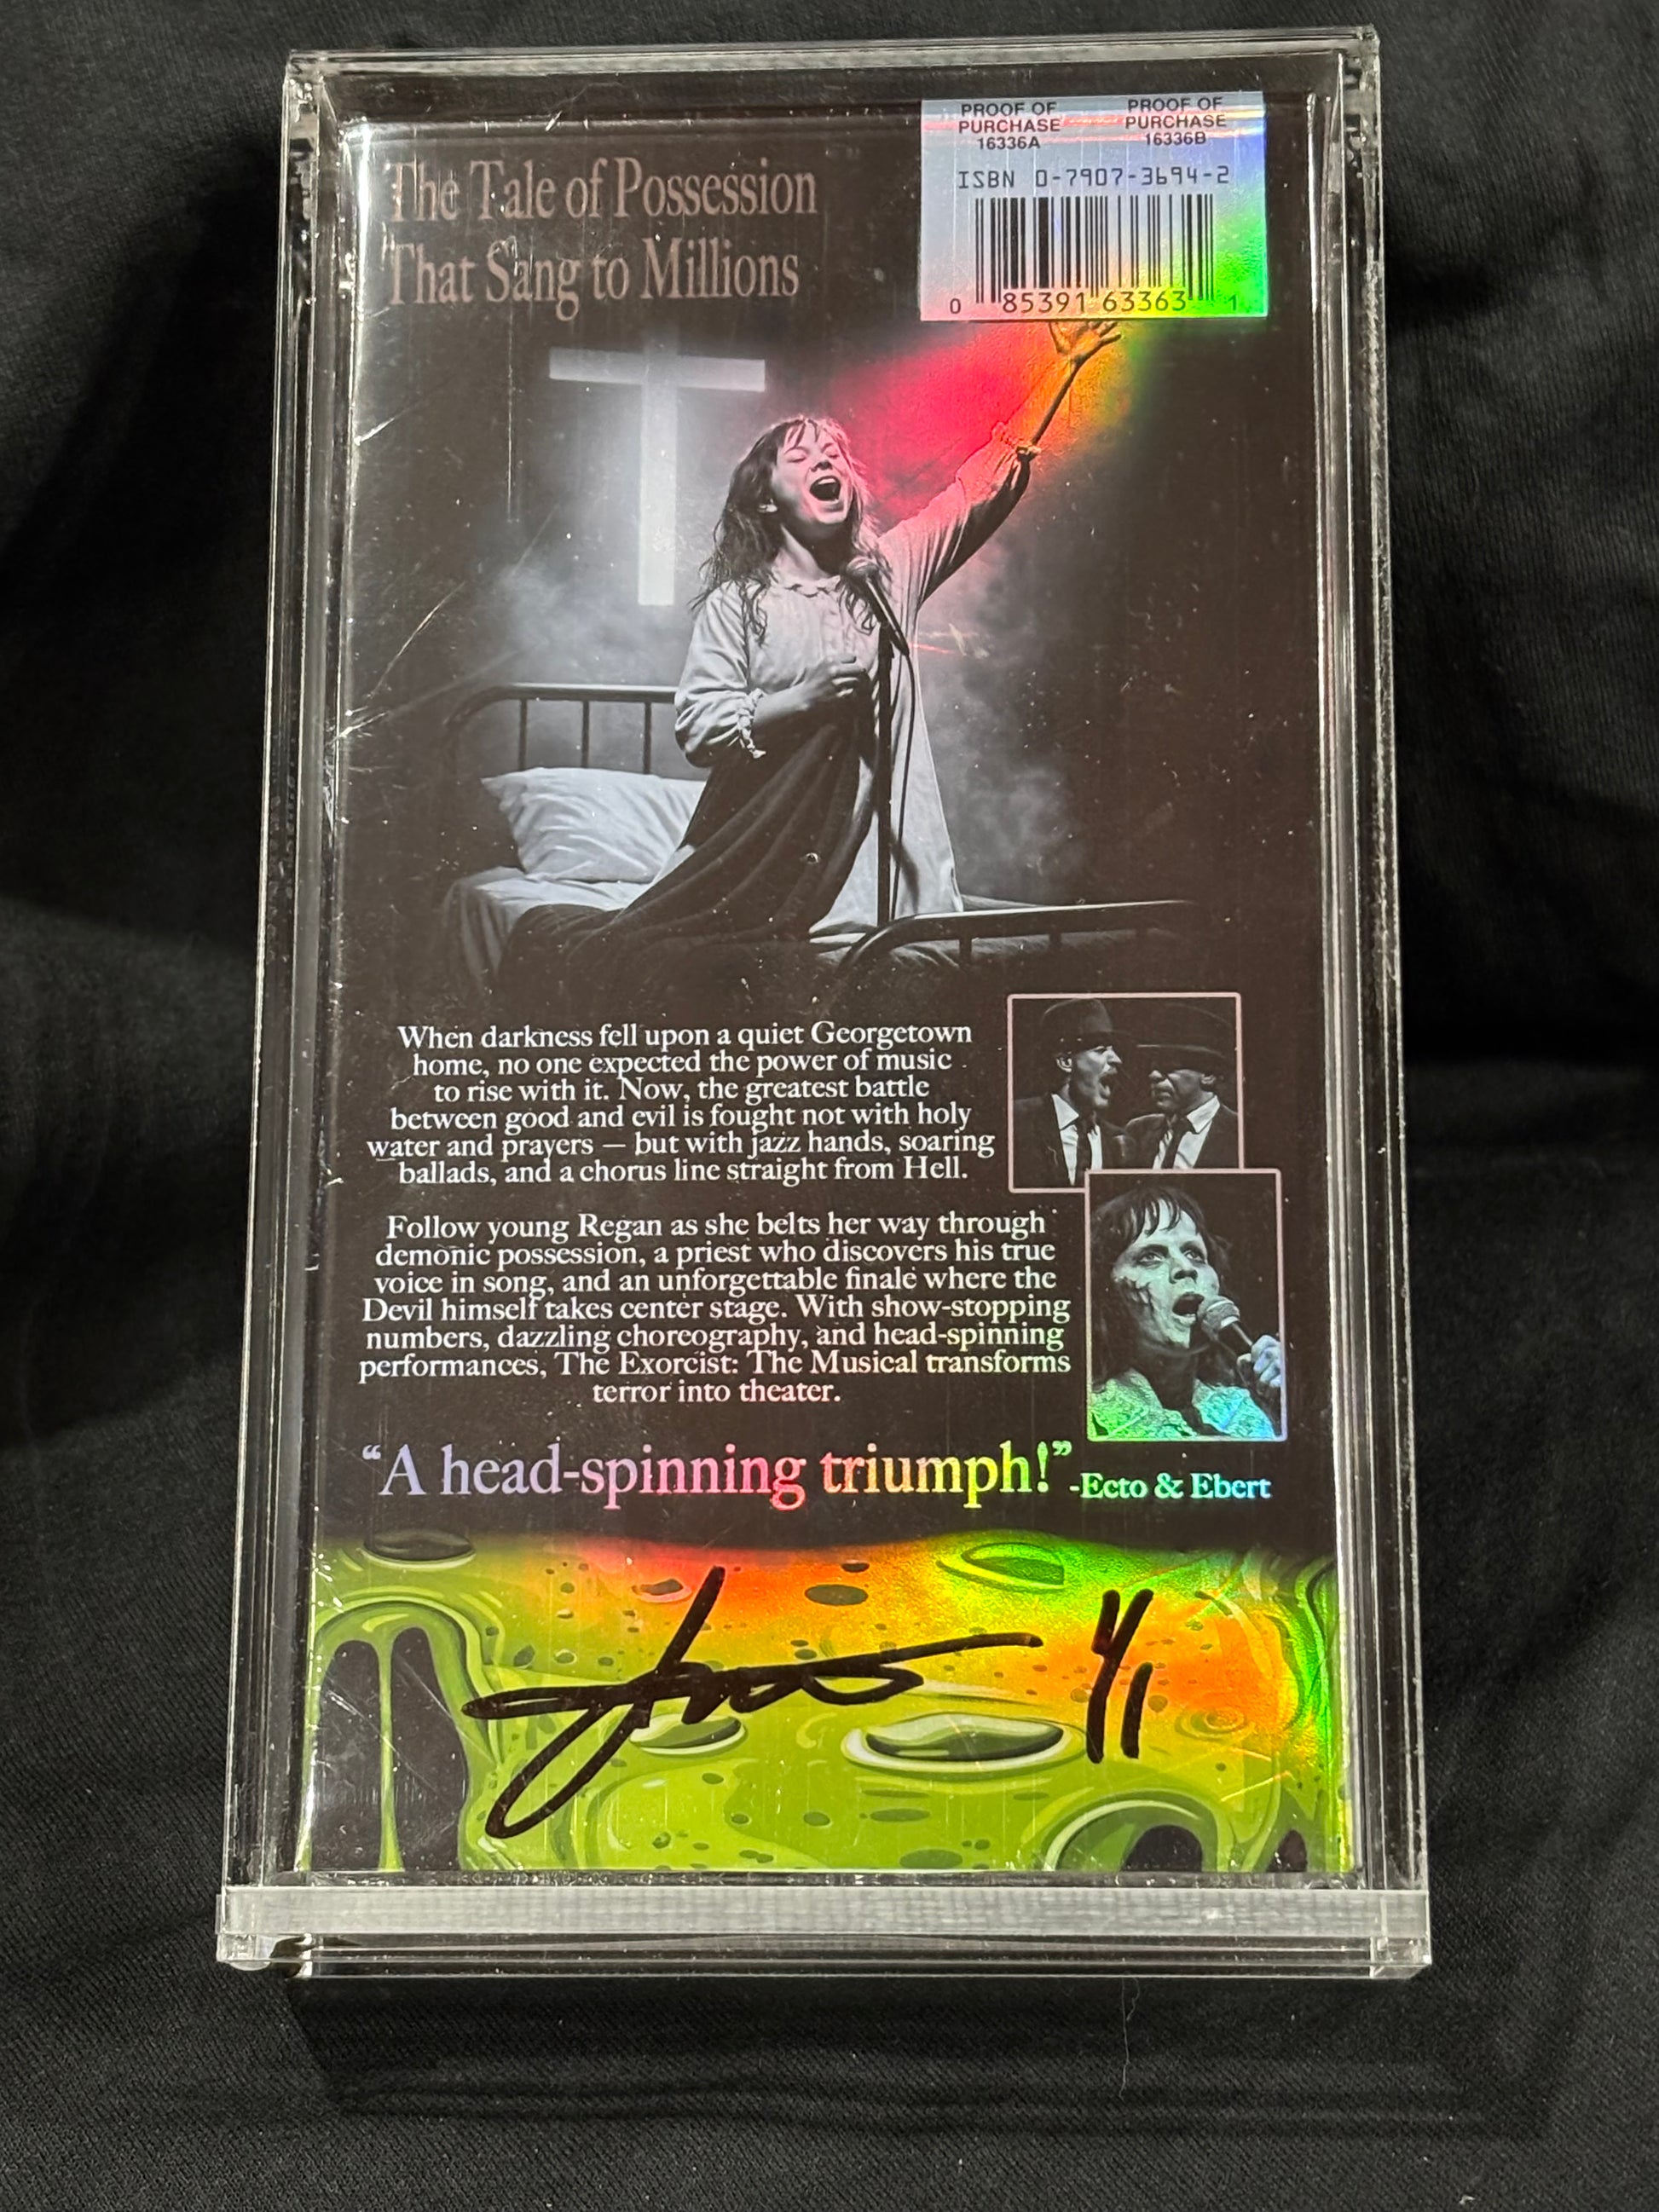 PROOF OF PURCHASE 16336A
PROOF OF PURCHASE 16336B
ISBN 0-7907-3694-2
0 85391 63363 1
The Tale of Possession
That Sang to Millions
When darkness fell upon a quiet Georgetown
home, no one expected the power of music
to rise with it. Now, the greatest battle
between good and evil is fought not with holy
water and prayers — but with jazz hands, soaring
ballads, and a chorus line straight from Hell.
Follow young Regan as she belts her way through
demonic possession, a priest who discovers his true
voice in song, and an unforgettable finale where the
Devil himself takes center stage. With show-stopping
numbers, dazzling choreography, and head-spinning
performances, The Exorcist: The Musical transforms
terror into theater.
“A head-spinning triumph!” -Ecto & Ebert
1/1